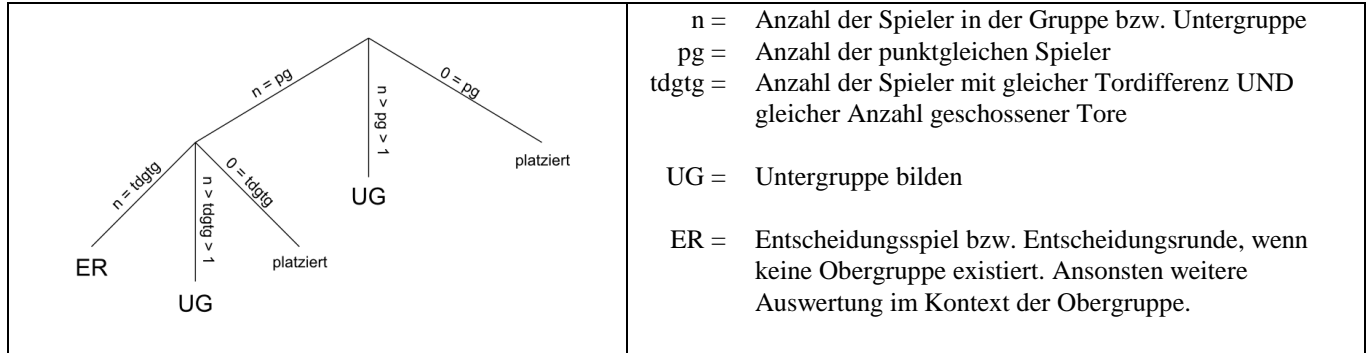 n = pg
n > pg > 1
0 = pg
platziert
UG
n = tdgtg
n > tdgtg > 1
0 = tdgtg
ER
platziert
UG
n = Anzahl der Spieler in der Gruppe bzw. Untergruppe
pg = Anzahl der punktgleichen Spieler
tdgtg = Anzahl der Spieler mit gleicher Tordifferenz UND
gleicher Anzahl geschossener Tore
UG = Untergruppe bilden
ER = Entscheidungsspiel bzw. Entscheidungsrunde, wenn
keine Obergruppe existiert. Ansonsten weitere
Auswertung im Kontext der Obergruppe.